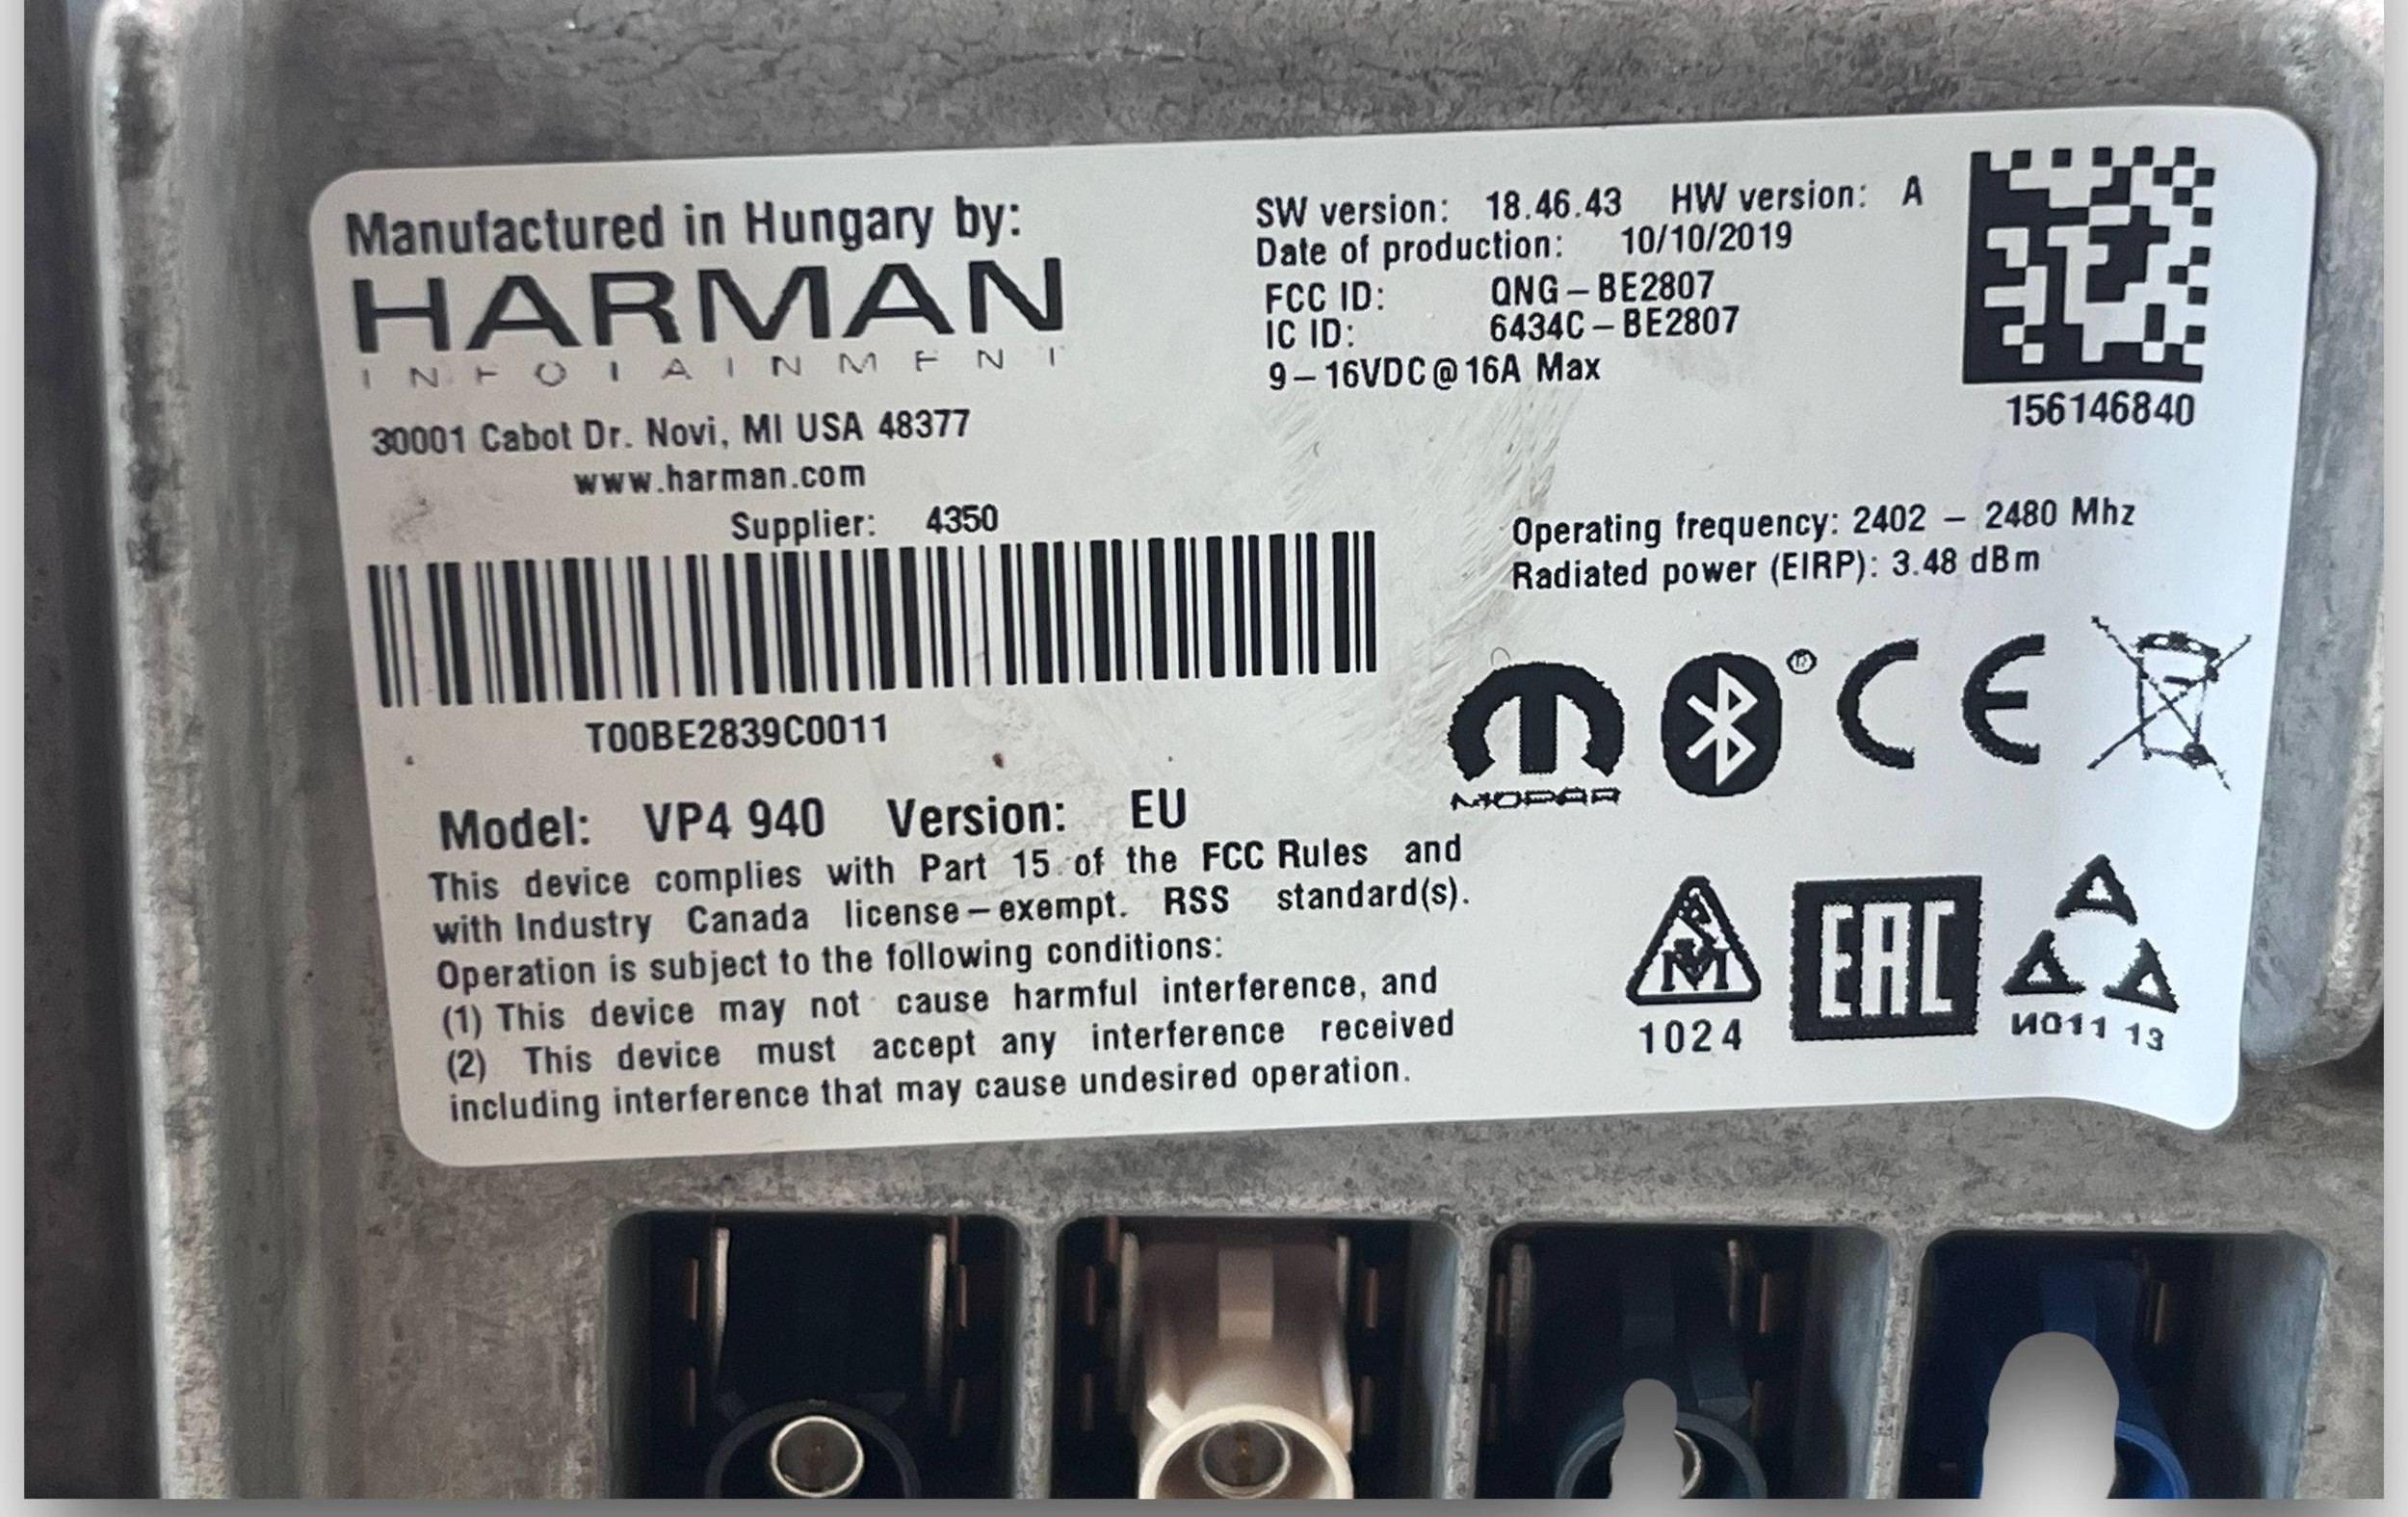 Manufactured in Hungary by:
HARMAN
INFOTAINMENT
30001 Cabot Dr. Novi, MI USA 48377
www.harman.com
Supplier: 4350
T00BE2839C0011
SW version: 18.46.43 HW version: A
Date of production: 10/10/2019
FCC ID: QNG-BE2807
IC ID: 6434C-BE2807
9-16VDC@16A Max
156146840
Operating frequency: 2402 - 2480 Mhz
Radiated power (EIRP): 3.48 dBm
MOPAR
®
CE
Model: VP4 940 Version: EU
This device complies with Part 15 of the FCC Rules and
with Industry Canada license-exempt. RSS standard(s).
Operation is subject to the following conditions:
(1) This device may not cause harmful interference, and
(2) This device must accept any interference received
including interference that may cause undesired operation.
1024
EAC
И011 13